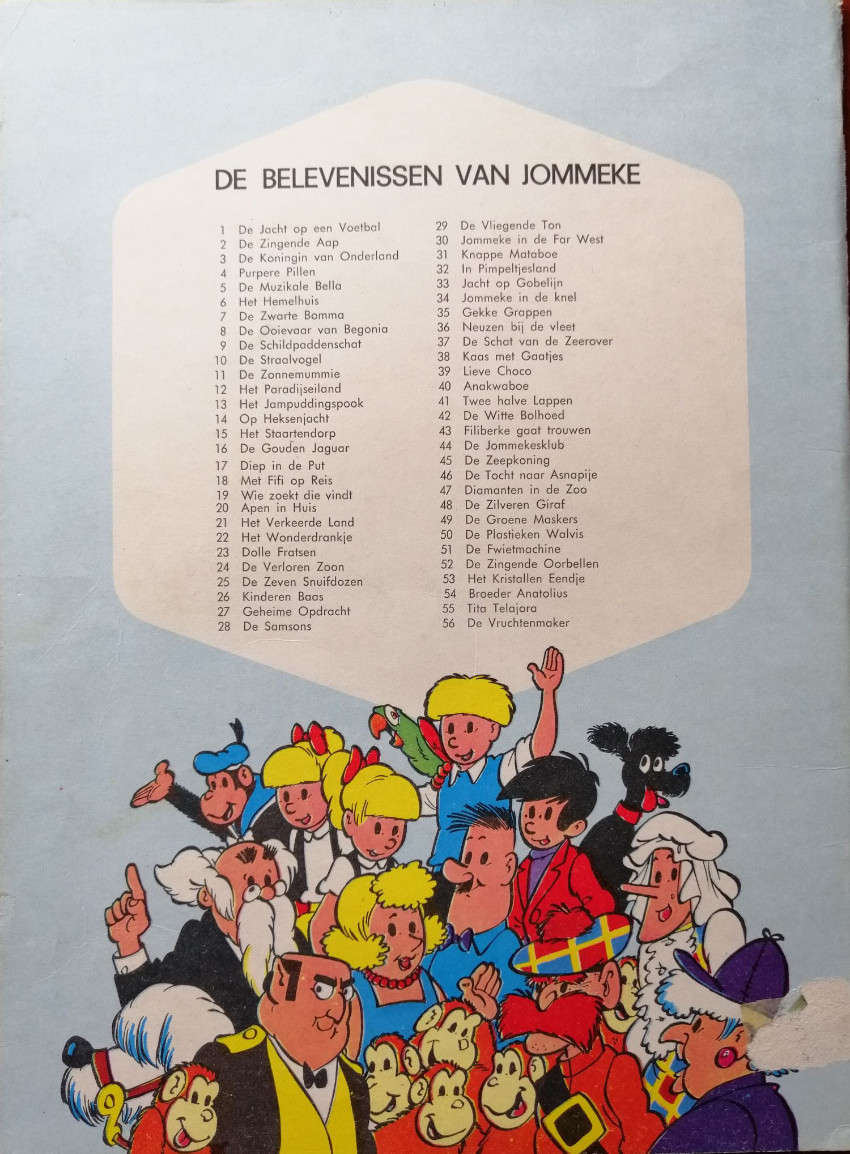 DE BELEVENISSEN VAN JOMMEKE
1 De Jacht op een Voetbal
2 De Zingende Aap
3 De Koningin van Onderland
4 Purpere Pillen
5 De Muzikale Bella
6 Het Hemelhuis
7 De Zwarte Bomma
8 De Ooievaar van Begonia
9 De Schildpaddenschat
10 De Straalvogel
11 De Zonnemummie
12 Het Paradijseiland
13 Het Jampuddingspook
14 Op Heksenjacht
15 Het Staartendorp
16 De Gouden Jaguar
17 Diep in de Put
18 Met Fifi op Reis
19 Wie zoekt die vindt
20 Apen in Huis
21 Het Verkeerde Land
22 Het Wonderdrankje
23 Dolle Fratsen
24 De Verloren Zoon
25 De Zeven Snuifdozen
26 Kinderen Baas
27 Geheime Opdracht
28 De Samsons
29 De Vliegende Ton
30 Jommeke in de Far West
31 Knappe Mataboe
32 In Pimpeltjesland
33 Jacht op Gobelijn
34 Jommeke in de knel
35 Gekke Grappen
36 Neuzen bij de vleet
37 De Schat van de Zeerover
38 Kaas met Gaatjes
39 Lieve Choco
40 Anakwaboe
41 Twee halve Lappen
42 De Witte Bolhoed
43 Filiberke gaat trouwen
44 De Jommekesklub
45 De Zeepkoning
46 De Tocht naar Asnapije
47 Diamanten in de Zoo
48 De Zilveren Giraf
49 De Groene Maskers
50 De Plastieken Walvis
51 De Fwietmachine
52 De Zingende Oorbellen
53 Het Kristallen Eendje
54 Broeder Anatolius
55 Tita Telajora
56 De Vruchtenmaker